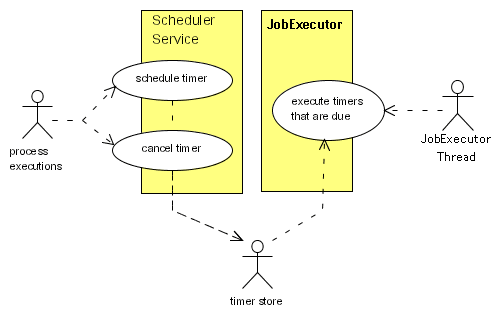 Scheduler
Service
JobExecutor
schedule timer
execute timers
that are due
cancel timer
process
executions
JobExecutor
Thread
timer store